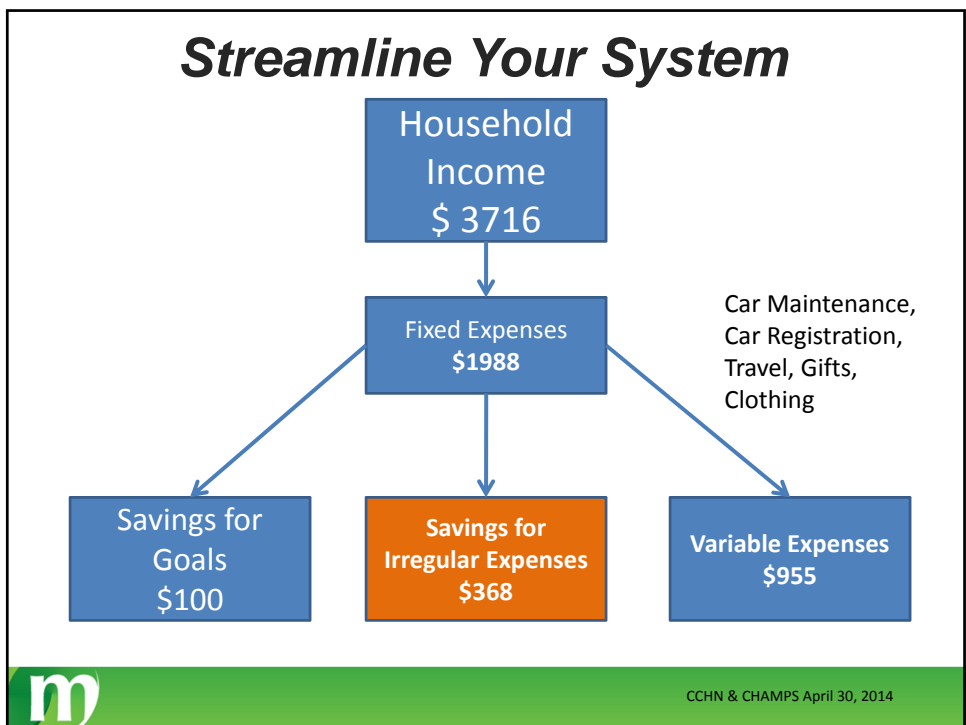 Streamline Your System
Household
Income
$ 3716
Fixed Expenses
$1988
Car Maintenance,
Car Registration,
Travel, Gifts,
Clothing
Savings for
Goals
$100
Savings for
Irregular Expenses
$368
Variable Expenses
$955
m
CCHN & CHAMPS April 30, 2014